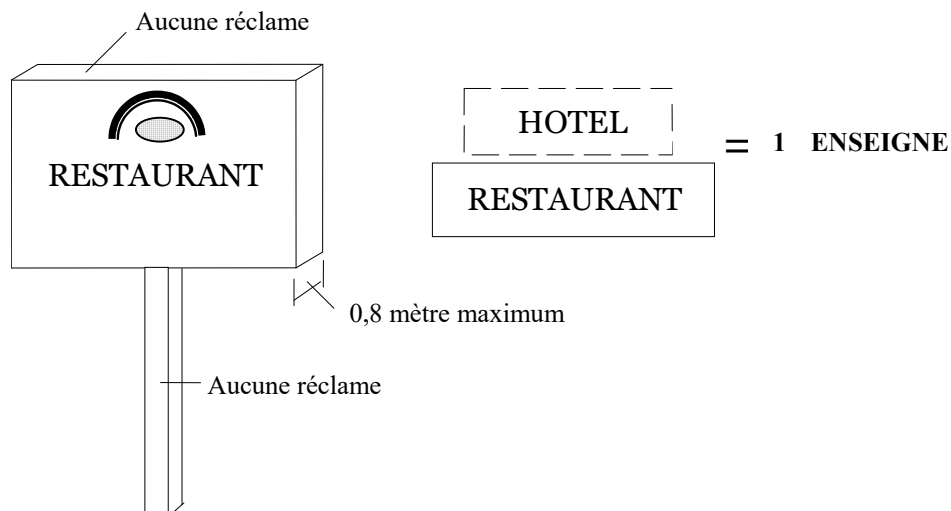 Aucune réclame
RESTAURANT
HOTEL
RESTAURANT
= 1 ENSEIGNE
0,8 mètre maximum
Aucune réclame